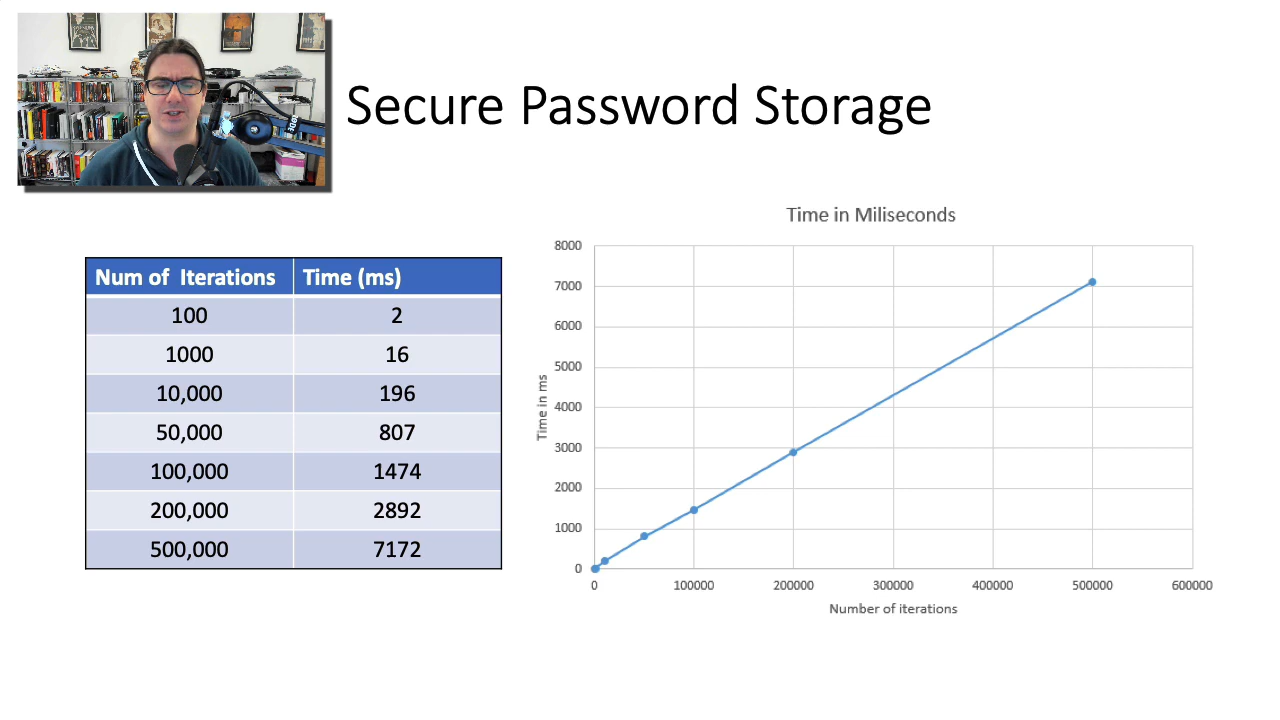 Secure Password Storage
Num of Iterations Time (ms)
100 2
1000 16
10,000 196
50,000 807
100,000 1474
200,000 2892
500,000 7172
Time in Miliseconds
8000
7000
6000
5000
4000
3000
2000
1000
0
Time in ms
0 100000 200000 300000 400000 500000 600000
Number of iterations
RODE